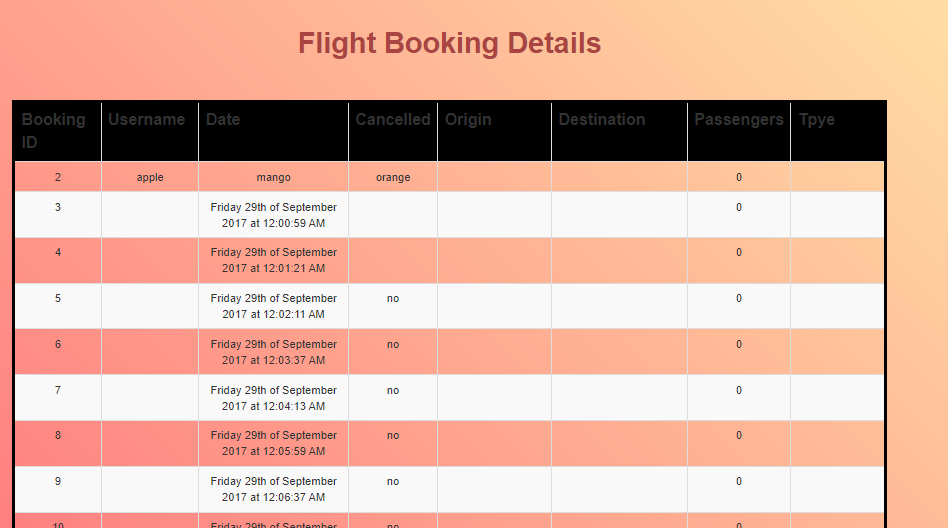 Flight Booking Details
Booking Username Date Cancelled Origin Destination Passengers Tpye
ID
2 apple mango orange 0
3 Friday 29th of September 0
2017 at 12:00:59 AM
4 Friday 29th of September 0
2017 at 12:01:21 AM
5 Friday 29th of September no 0
2017 at 12:02:11 AM
6 Friday 29th of September no 0
2017 at 12:03:37 AM
7 Friday 29th of September no 0
2017 at 12:04:13 AM
8 Friday 29th of September no 0
2017 at 12:05:59 AM
9 Friday 29th of September no 0
2017 at 12:06:37 AM
10 Friday 29th of September no 0